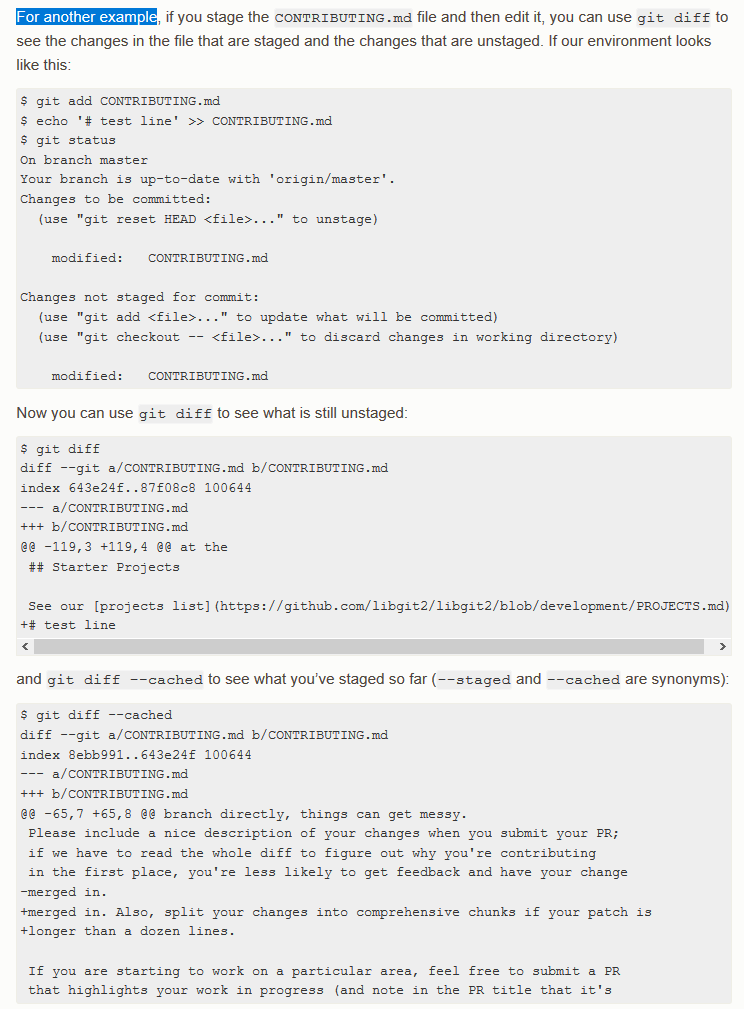 For another example, if you stage the CONTRIBUTING.md file and then edit it, you can use git diff to
see the changes in the file that are staged and the changes that are unstaged. If our environment looks
like this:
$ git add CONTRIBUTING.md
$ echo '# test line' >> CONTRIBUTING.md
$ git status
On branch master
Your branch is up-to-date with 'origin/master'.
Changes to be committed:
  (use "git reset HEAD <file>..." to unstage)

    modified:   CONTRIBUTING.md

Changes not staged for commit:
  (use "git add <file>..." to update what will be committed)
  (use "git checkout -- <file>..." to discard changes in working directory)

    modified:   CONTRIBUTING.md
Now you can use git diff to see what is still unstaged:
$ git diff
diff --git a/CONTRIBUTING.md b/CONTRIBUTING.md
index 643e24f..87f08c8 100644
--- a/CONTRIBUTING.md
+++ b/CONTRIBUTING.md
@@ -119,3 +119,4 @@ at the
 ## Starter Projects

 See our [projects list](https://github.com/libgit2/libgit2/blob/development/PROJECTS.md)
+# test line
and git diff --cached to see what you’ve staged so far (--staged and --cached are synonyms):
$ git diff --cached
diff --git a/CONTRIBUTING.md b/CONTRIBUTING.md
index 8ebb991..643e24f 100644
--- a/CONTRIBUTING.md
+++ b/CONTRIBUTING.md
@@ -65,7 +65,8 @@ branch directly, things can get messy.
 Please include a nice description of your changes when you submit your PR;
 if we have to read the whole diff to figure out why you're contributing
 in the first place, you're less likely to get feedback and have your change
-merged in.
+merged in. Also, split your changes into comprehensive chunks if your patch is
+longer than a dozen lines.

 If you are starting to work on a particular area, feel free to submit a PR
 that highlights your work in progress (and note in the PR title that it's